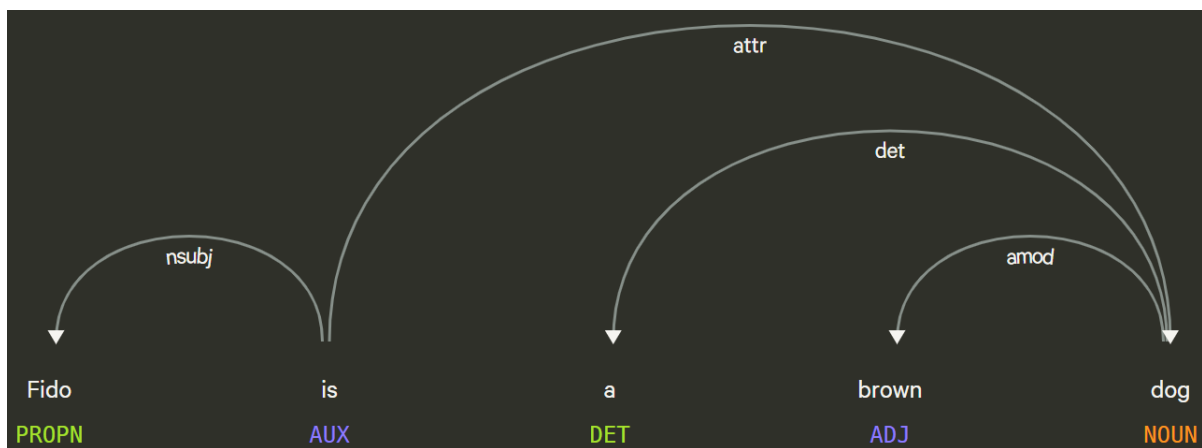 attr
det
nsubj
amod
Fido is a brown dog
PROPN AUX DET ADJ NOUN